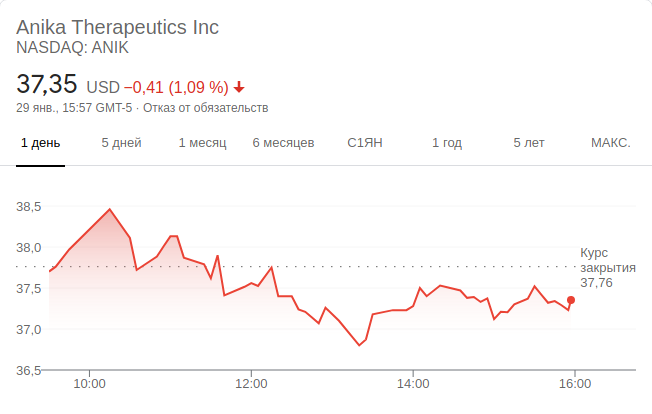 Anika Therapeutics Inc
NASDAQ: ANIK
37,35 USD −0,41 (1,09 %)
29 янв., 15:57 GMT-5 · Отказ от обязательств
1 день 5 дней 1 месяц 6 месяцев С1ЯН 1 год 5 лет МАКС.
38,5
38,0
37,5
37,0
36,5
Курс
закрытия
37,76
10:00 12:00 14:00 16:00